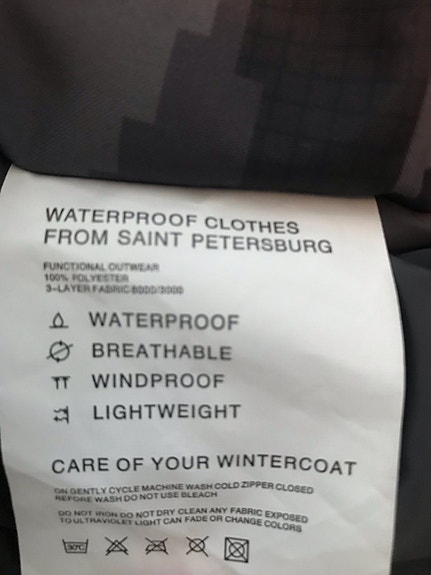 WATERPROOF CLOTHES
FROM SAINT PETERSBURG
FUNCTIONAL OUTWEAR
100% POLYESTER
3-LAYER FABRIC 8000/3000
WATERPROOF
BREATHABLE
WINDPROOF
LIGHTWEIGHT
CARE OF YOUR WINTERCOAT
ON GENTLY CYCLE MACHINE WASH COLD ZIPPER CLOSED
BEFORE WASH DO NOT USE BLEACH
DO NOT IRON DO NOT DRY CLEAN ANY FABRIC EXPOSED
TO ULTRAVIOLET LIGHT CAN FADE OR CHANGE COLORS
30°C